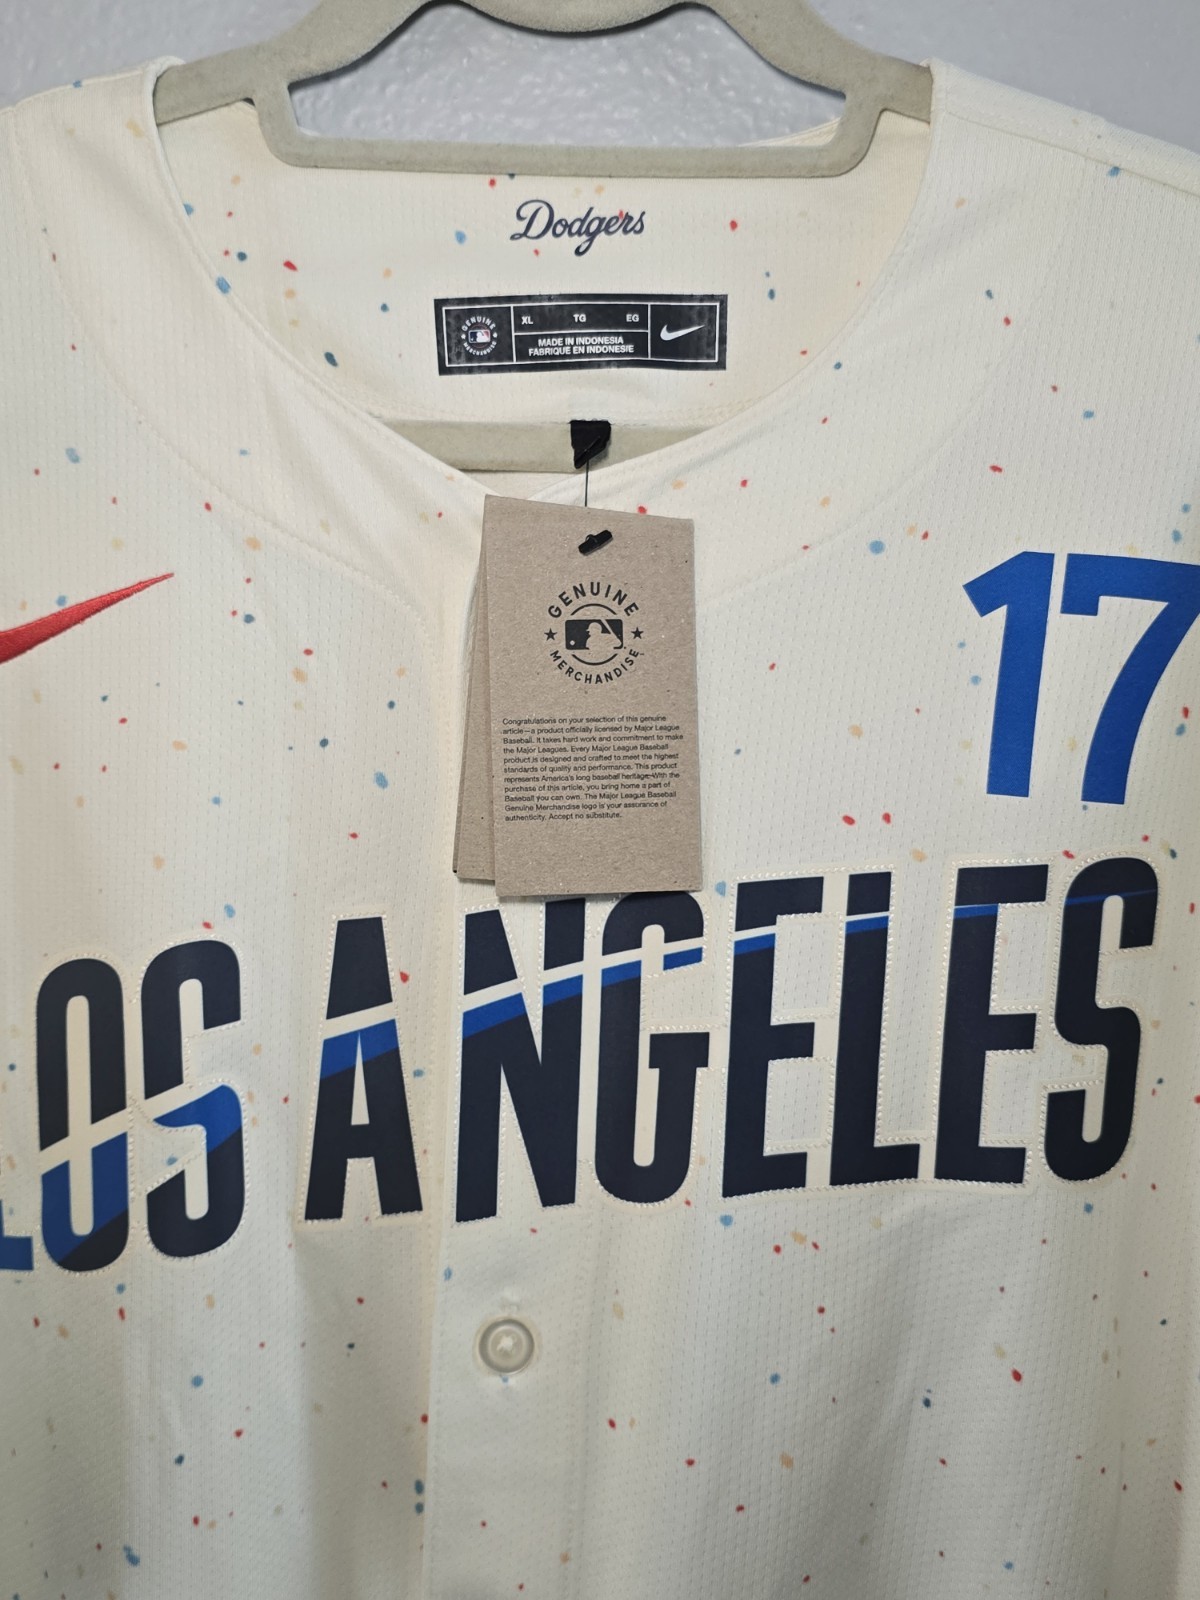 Dodgers
GENUINE
MERCHANDISE
XL TG EG
MADE IN INDONESIA
FABRIQUE EN INDONESIE
GENUINE
MERCHANDISE
Congratulations on your selection of this genuine
article—a product officially licensed by Major League
Baseball. It takes hard work and commitment to make
the Major Leagues. Every Major League Baseball
product is designed and crafted to meet the highest
standards of quality and performance. This product
represents America's long baseball heritage. With the
purchase of this article, you bring home a part of
Baseball you can own. The Major League Baseball
Genuine Merchandise logo is your assurance of
authenticity. Accept no substitute.
17
LOS ANGELES